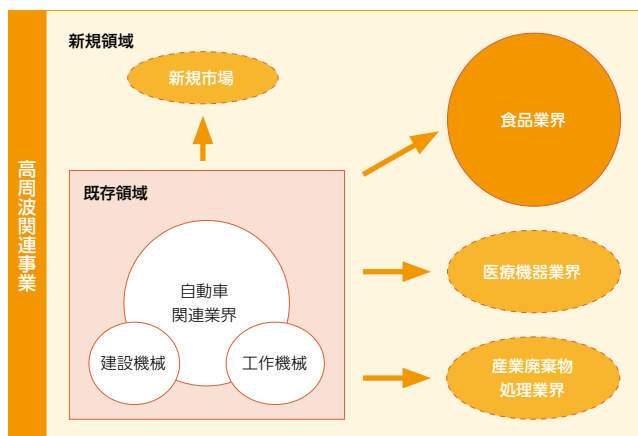 高周波関連事業
新規領域
新規市場
食品業界
既存領域
自動車
関連業界
建設機械
工作機械
医療機器業界
産業廃棄物
処理業界